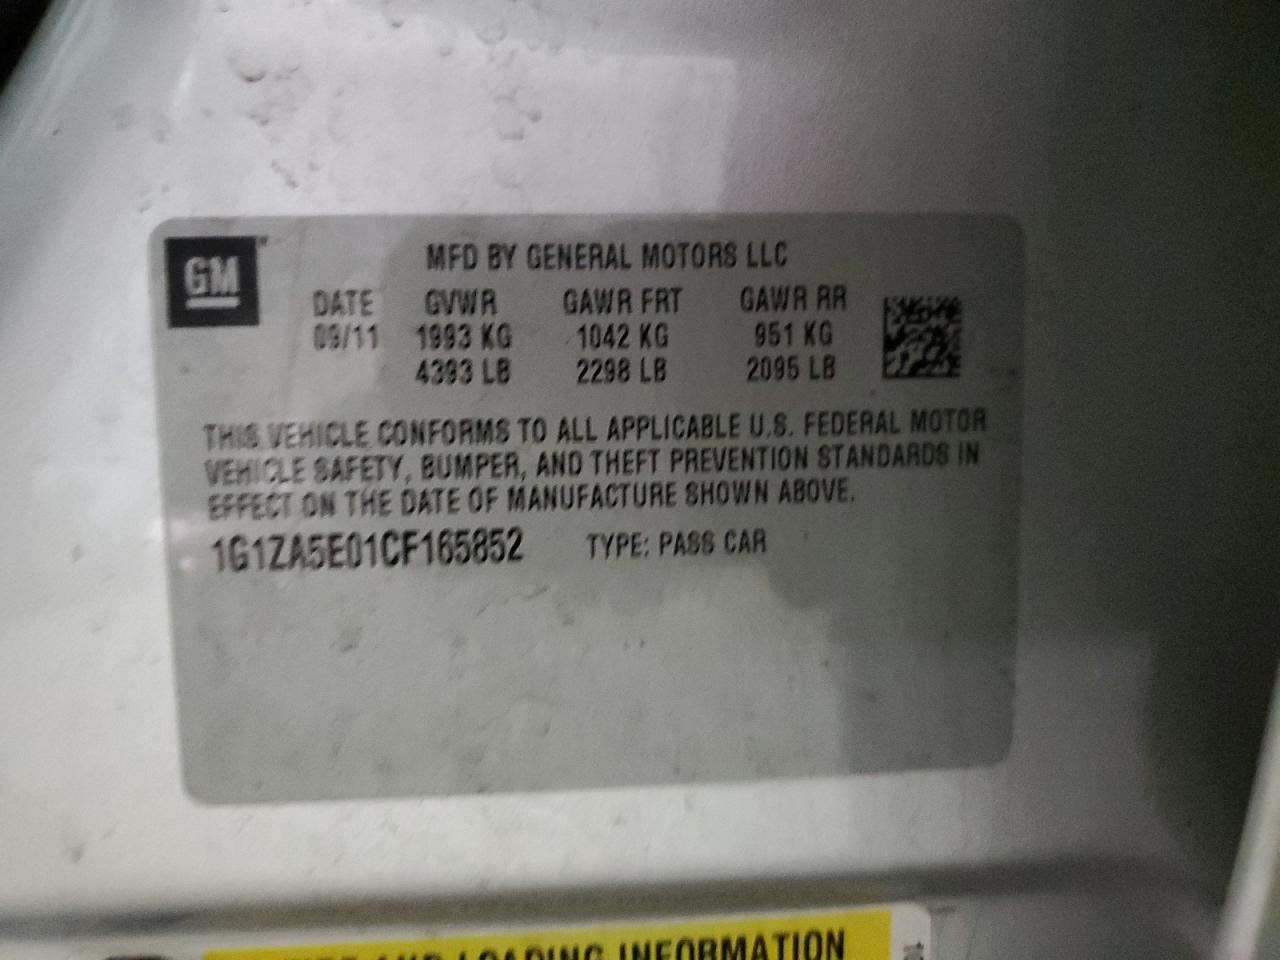 GM
MFD BY GENERAL MOTORS LLC
DATE GVWR GAWR FRT GAWR RR
09/11 1993 KG 1042 KG 951 KG
4393 LB 2298 LB 2095 LB
THIS VEHICLE CONFORMS TO ALL APPLICABLE U.S. FEDERAL MOTOR
VEHICLE SAFETY, BUMPER, AND THEFT PREVENTION STANDARDS IN
EFFECT ON THE DATE OF MANUFACTURE SHOWN ABOVE.
1G1ZA5E01CF165852 TYPE: PASS CAR
AND LOADING INFORMATION